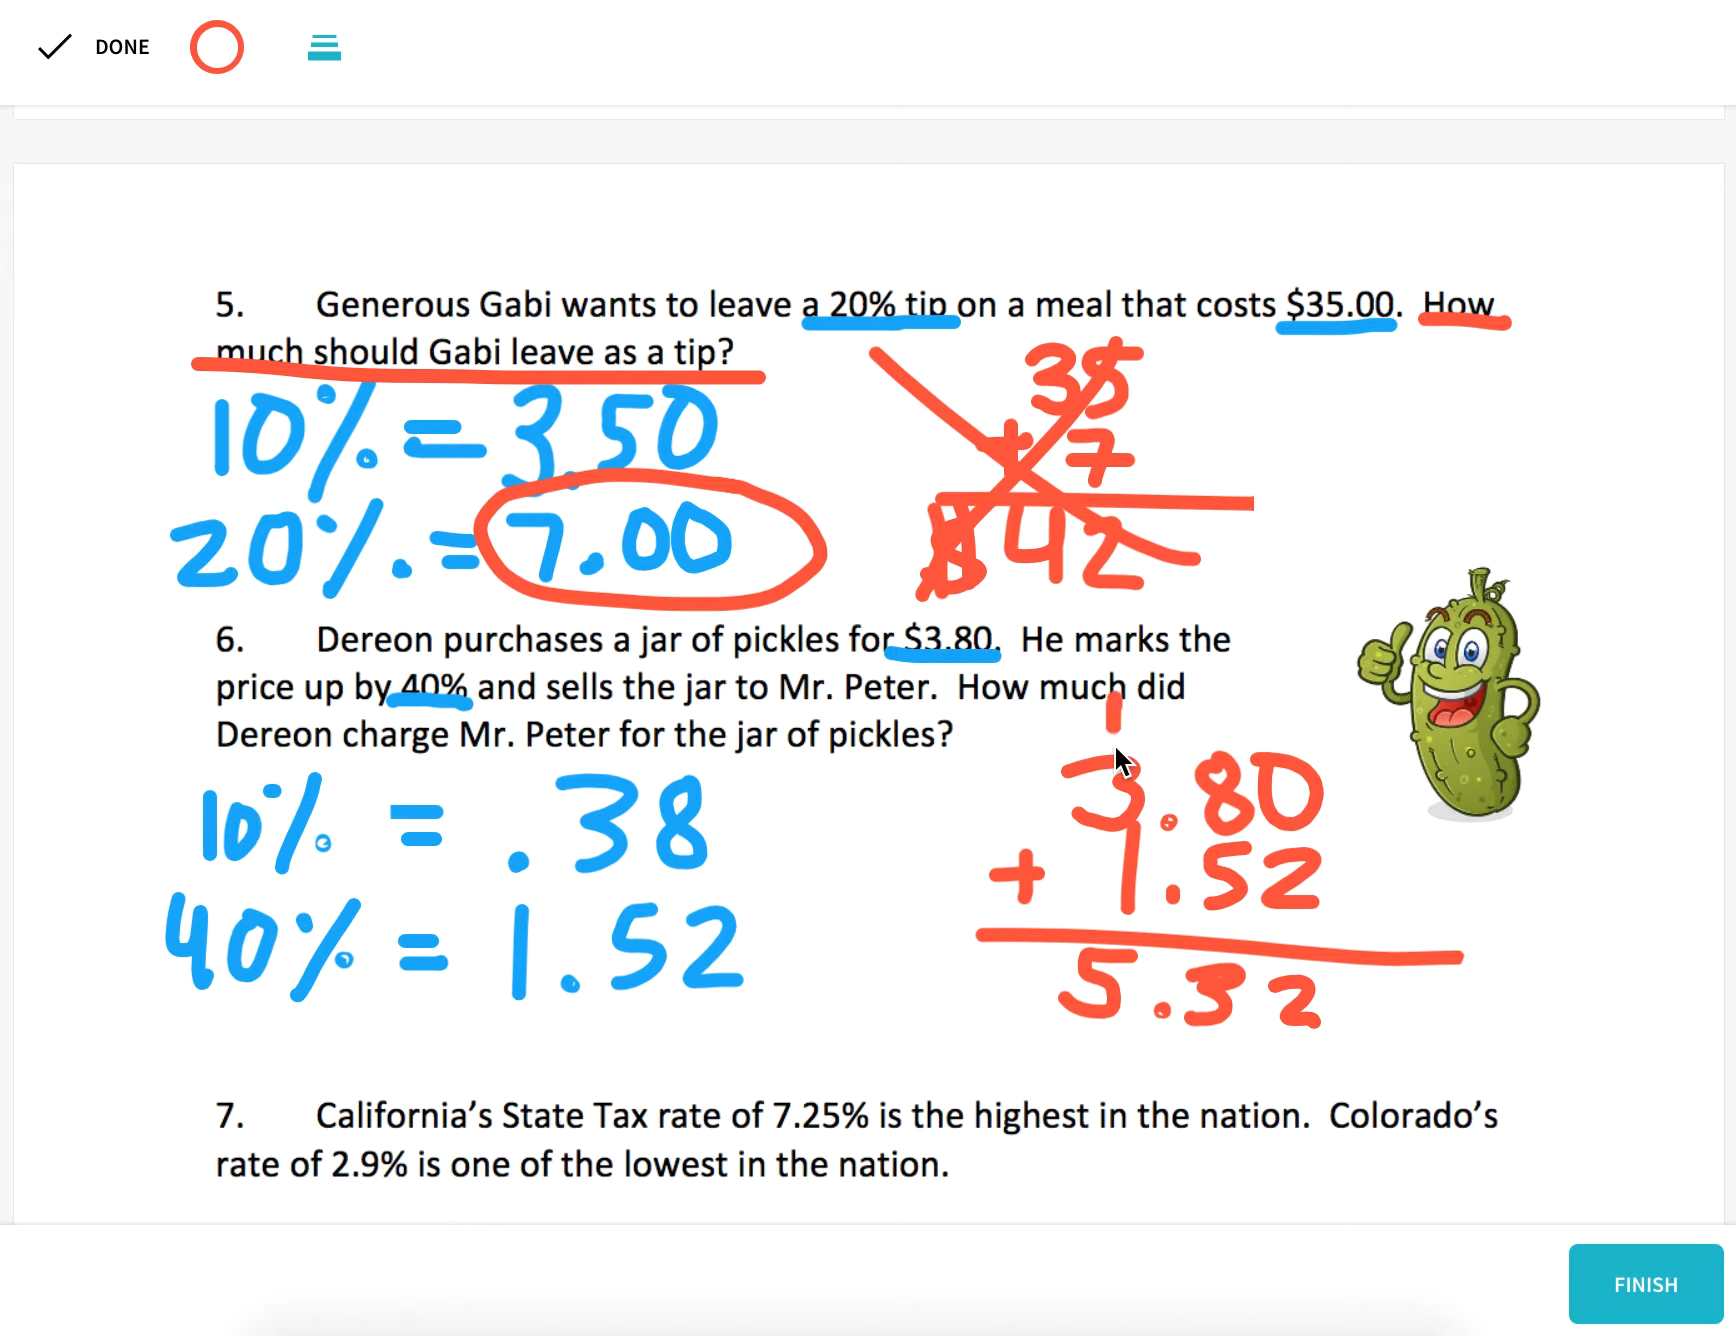 DONE
5. Generous Gabi wants to leave a 20% tip on a meal that costs $35.00. How
much should Gabi leave as a tip?
10% = 3.50
20% = 7.00
35
+ 7
$42
6. Dereon purchases a jar of pickles for $3.80. He marks the
price up by 40% and sells the jar to Mr. Peter. How much did
Dereon charge Mr. Peter for the jar of pickles?
10% = .38
40% = 1.52
1
3.80
+ 1.52
5.32
7. California’s State Tax rate of 7.25% is the highest in the nation. Colorado’s
rate of 2.9% is one of the lowest in the nation.
FINISH